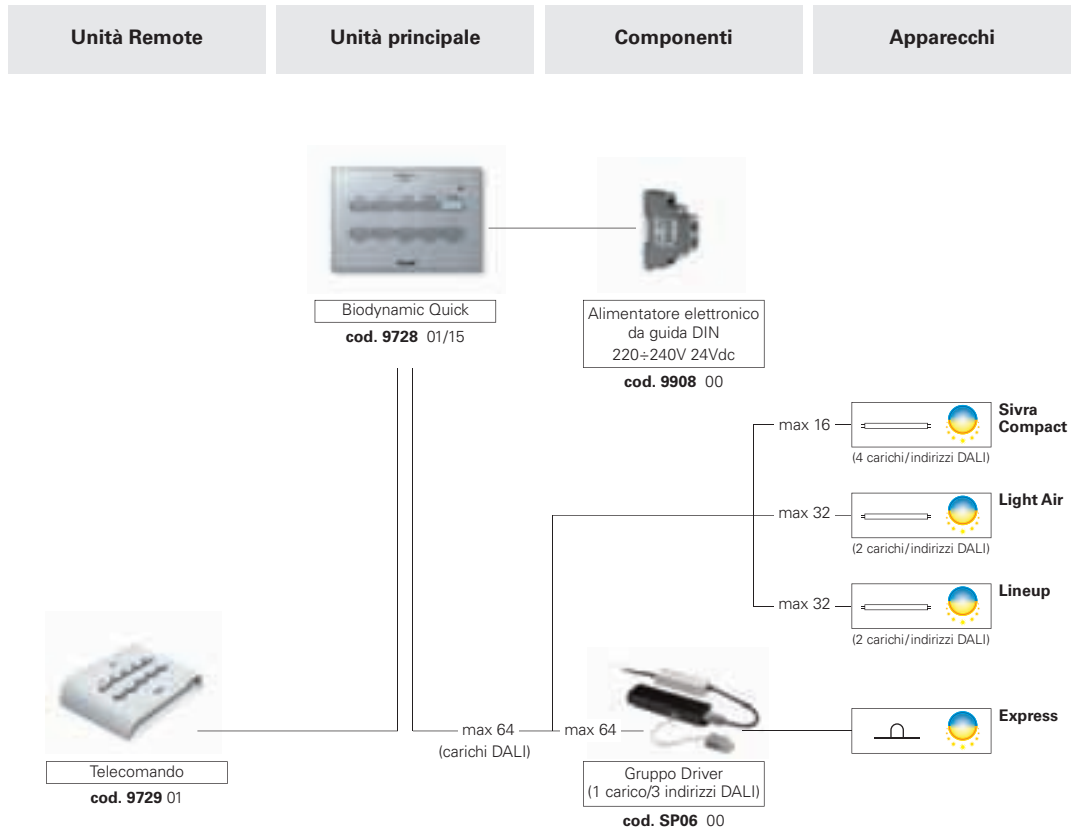 Unità Remote
Unità principale
Componenti
Apparecchi
Biodynamic Quick
cod. 9728 01/15
Alimentatore elettronico
da guida DIN
220÷240V 24Vdc
cod. 9908 00
max 16
Sivra
Compact
(4 carichi/indirizzi DALI)
max 32
Light Air
(2 carichi/indirizzi DALI)
max 32
Lineup
(2 carichi/indirizzi DALI)
Telecomando
cod. 9729 01
max 64
(carichi DALI)
max 64
Gruppo Driver
(1 carico/3 indirizzi DALI)
cod. SP06 00
Express